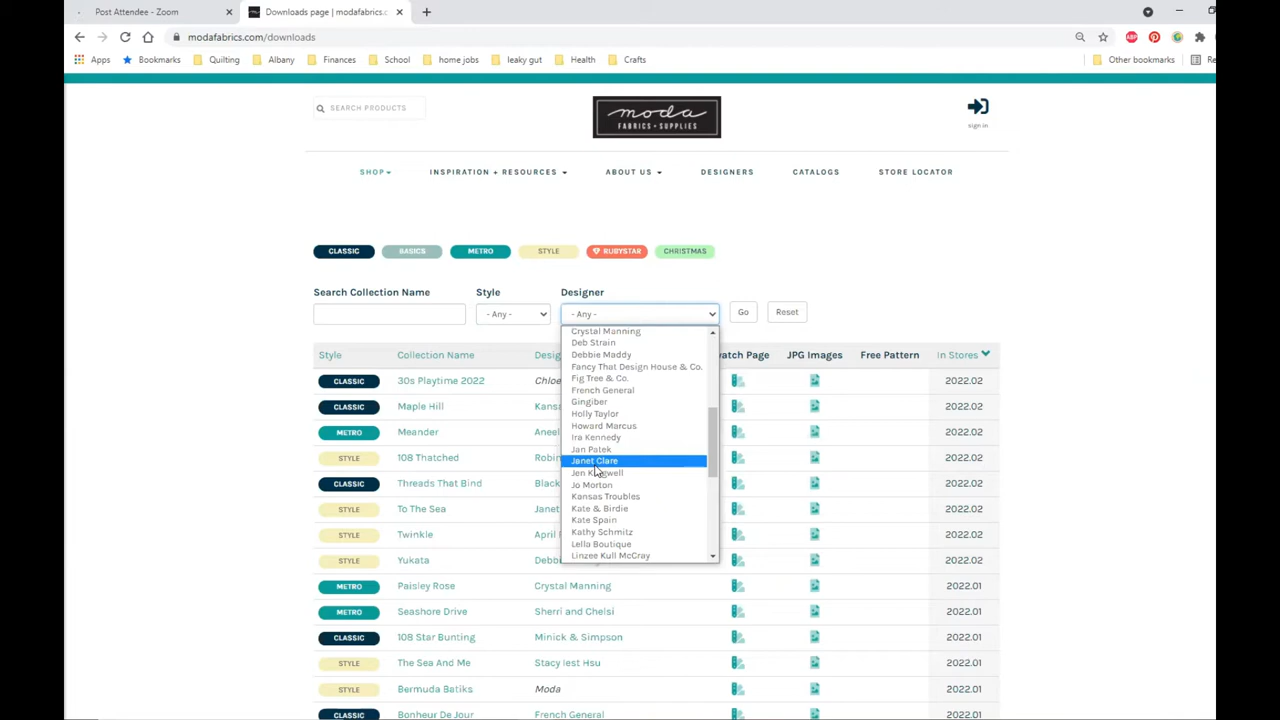 Post Attendee - Zoom
Downloads page | modafabrics.c
modafabrics.com/downloads
ABP
Apps Bookmarks Quilting Albany Finances School home jobs leaky gut Health Crafts Other bookmarks Re
SEARCH PRODUCTS
moda
FABRICS + SUPPLIES
sign in
SHOP INSPIRATION + RESOURCES ABOUT US DESIGNERS CATALOGS STORE LOCATOR
CLASSIC BASICS METRO STYLE RUBYSTAR CHRISTMAS
Search Collection Name Style Designer
- Any - - Any - Go Reset
Crystal Manning
Deb Strain
Debbie Maddy
Fancy That Design House & Co.
Fig Tree & Co.
French General
Gingiber
Holly Taylor
Howard Marcus
Ira Kennedy
Jan Patek
Janet Clare
Jo Morton
Kansas Troubles
Kate & Birdie
Kate Spain
Kathy Schmitz
Lella Boutique
Linzee Kull McCray
Style Collection Name Desig watch Page JPG Images Free Pattern In Stores
CLASSIC 30s Playtime 2022 Chloe 2022.02
CLASSIC Maple Hill Kansa 2022.02
METRO Meander Aneel 2022.02
STYLE 108 Thatched Robin 2022.02
CLASSIC Threads That Bind Black 2022.02
STYLE To The Sea Janet 2022.02
STYLE Twinkle April 2022.02
STYLE Yukata Debb 2022.02
METRO Paisley Rose Crystal Manning 2022.01
METRO Seashore Drive Sherri and Chelsi 2022.01
CLASSIC 108 Star Bunting Minick & Simpson 2022.01
STYLE The Sea And Me Stacy Iest Hsu 2022.01
STYLE Bermuda Batiks Moda 2022.01
CLASSIC Bonheur De Jour French General 2022.01